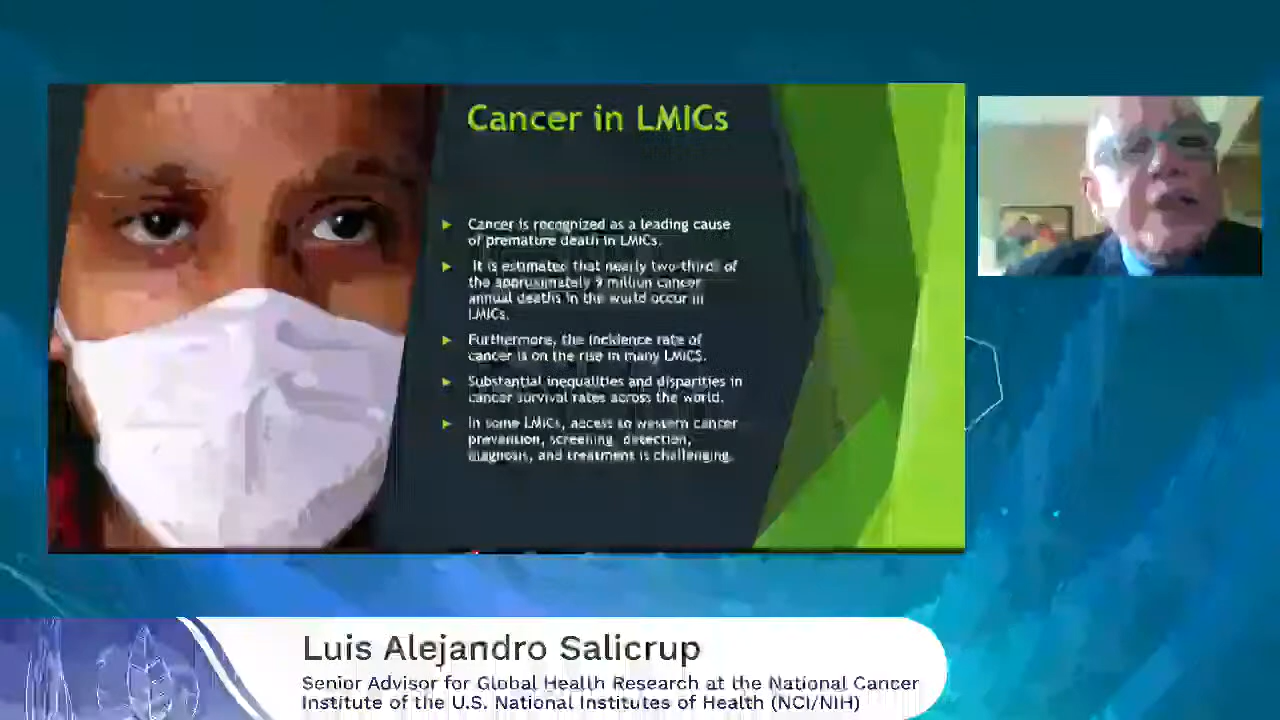 Cancer in LMICs
Cancer is recognized as a leading cause
of premature death in LMICs.
It is estimated that nearly two-third of
the approximately 9 million cancer
annual deaths in the world occur in
LMICs.
Furthermore, the incidence rate of
cancer is on the rise in many LMICS.
Substantial inequalities and disparities in
cancer survival rates across the world.
In some LMICs, access to western cancer
prevention, screening, detection,
diagnosis, and treatment is challenging.
Luis Alejandro Salicrup
Senior Advisor for Global Health Research at the National Cancer
Institute of the U.S. National Institutes of Health (NCI/NIH)